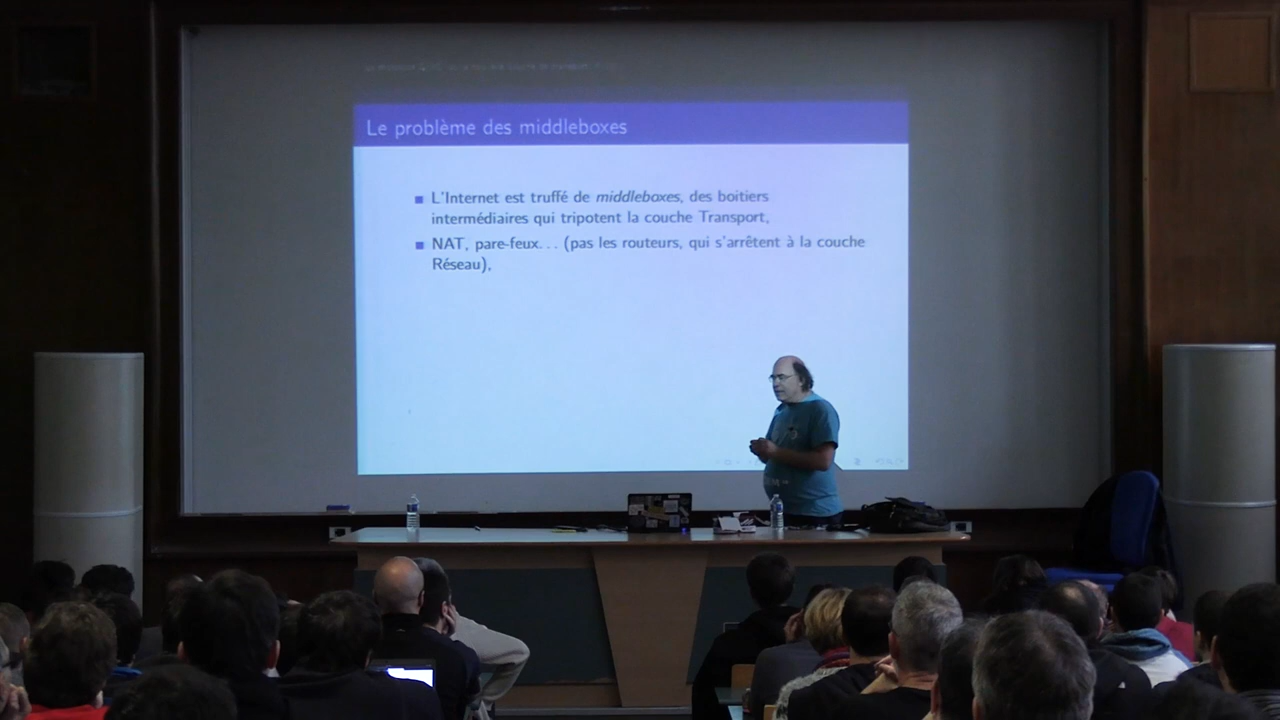 Le problème des middleboxes
L'Internet est truffé de middleboxes, des boitiers
intermédiaires qui tripotent la couche Transport,
NAT, pare-feux... (pas les routeurs, qui s'arrêtent à la couche
Réseau),